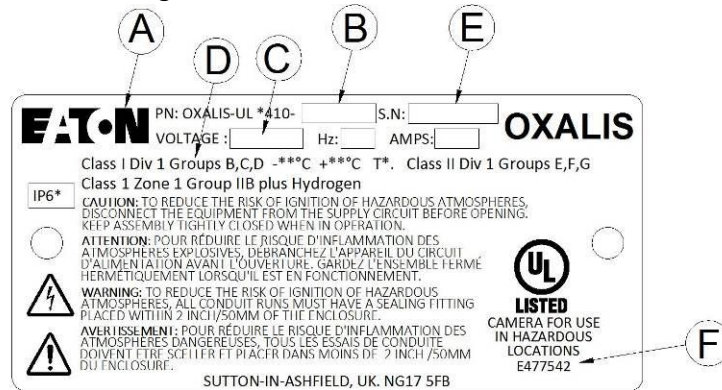 A
B
E
D
C
EATON
PN: OXALIS-UL *410-
S.N:
OXALIS
VOLTAGE :
Hz:
AMPS:
Class I Div 1 Groups B,C,D -**°C +**°C T*. Class II Div 1 Groups E,F,G
Class 1 Zone 1 Group IIB plus Hydrogen
IP6*
CAUTION: TO REDUCE THE RISK OF IGNITION OF HAZARDOUS ATMOSPHERES,
DISCONNECT THE EQUIPMENT FROM THE SUPPLY CIRCUIT BEFORE OPENING.
KEEP ASSEMBLY TIGHTLY CLOSED WHEN IN OPERATION.
ATTENTION: POUR RÉDUIRE LE RISQUE D'INFLAMMATION DES
ATMOSPHERES EXPLOSIVES, DEBRANCHEZ L'APPAREIL DU CIRCUIT
D'ALIMENTATION AVANT L'OUVERTURE. GARDEZ L'ENSEMBLE FERMÉ
HERMÉTIQUEMENT LORSQU'IL EST EN FONCTIONNEMENT.
WARNING: TO REDUCE THE RISK OF IGNITION OF HAZARDOUS
ATMOSPHERES, ALL CONDUIT RUNS MUST HAVE A SEALING FITTING
PLACED WITHIN 2 INCH/50MM OF THE ENCLOSURE.
AVERTISSEMENT: POUR RÉDUIRE LE RISQUE D'INFLAMMATION DES
ATMOSPHÈRES DANGEREUSES, TOUS LES ESSAIS DE CONDUITE
DOIVENT ETRE SCELLER ET PLACER DANS MOINS DE 2 INCH /50MM
DU ENCLOSURE.
UL
LISTED
CAMERA FOR USE
IN HAZARDOUS
LOCATIONS
E477542
F
SUTTON-IN-ASHFIELD, UK. NG17 5FB